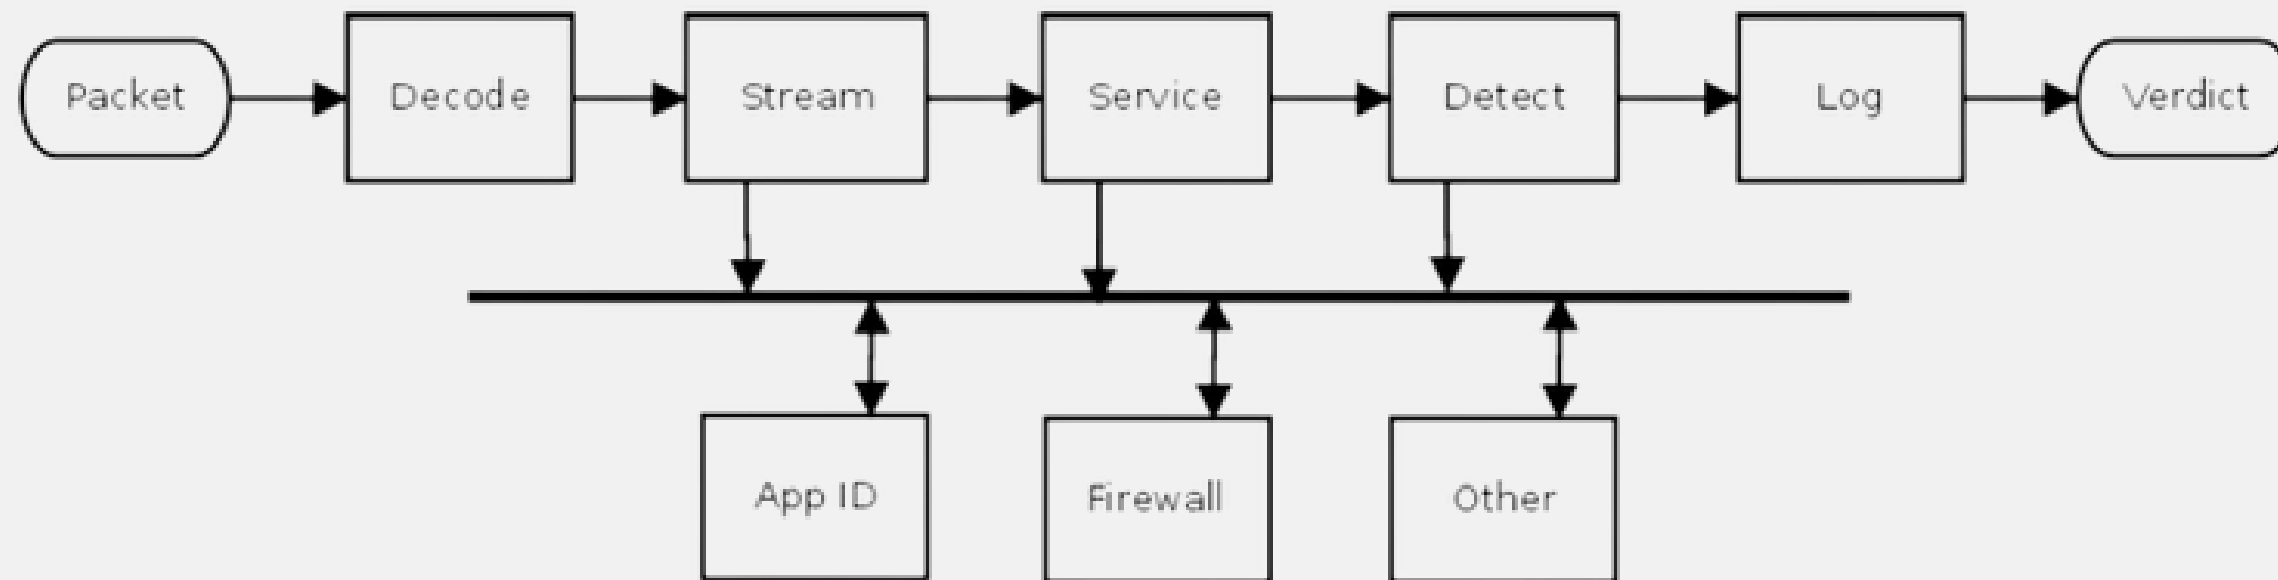 Packet
Decode
Stream
Service
Detect
Log
Verdict
App ID
Firewall
Other